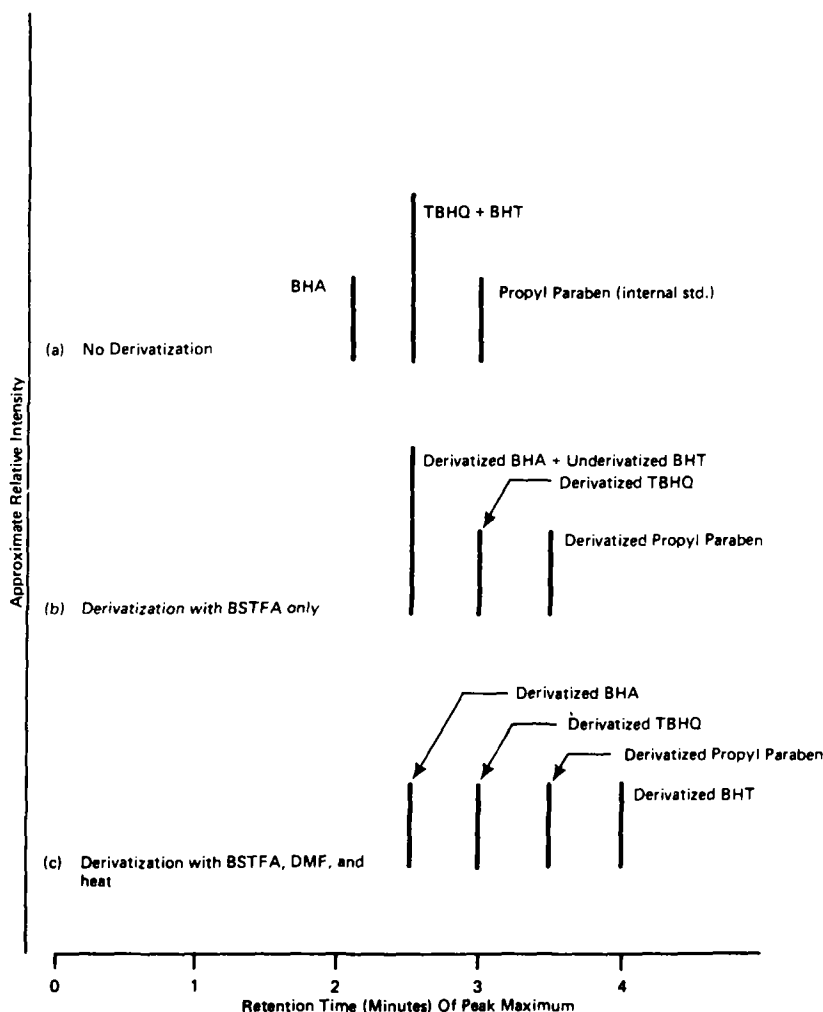 Approximate Relative Intensity
TBHQ + BHT
BHA
Propyl Paraben (internal std.)
(a) No Derivatization
Derivatized BHA + Underivatized BHT
Derivatized TBHQ
Derivatized Propyl Paraben
(b) Derivatization with BSTFA only
Derivatized BHA
Derivatized TBHQ
Derivatized Propyl Paraben
Derivatized BHT
(c) Derivatization with BSTFA, DMF, and
heat
0 1 2 3 4
Retention Time (Minutes) Of Peak Maximum